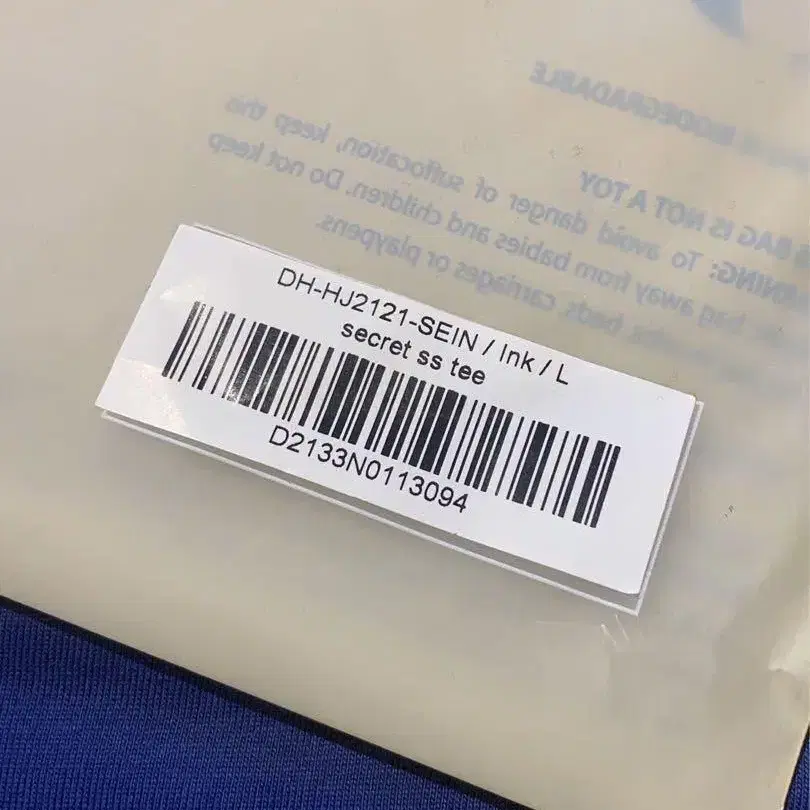 BIODEGRADABLE
BAG IS NOT A TOY
To avoid danger of suffocation, keep this
bag away from babies and children. Do not keep
beds, carriages or playpens.
DH-HJ2121-SEIN / Ink / L
secret ss tee
D2133N0113094